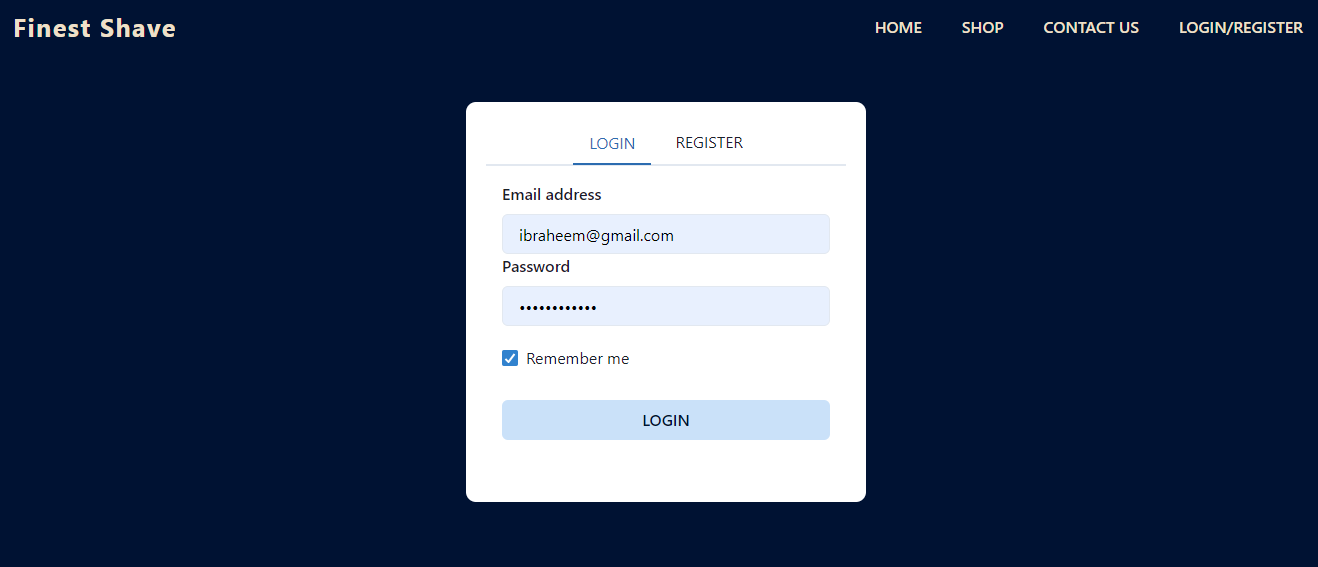 Finest Shave
HOME SHOP CONTACT US LOGIN/REGISTER
LOGIN REGISTER
Email address
ibraheem@gmail.com
Password
••••••••••••
Remember me
LOGIN